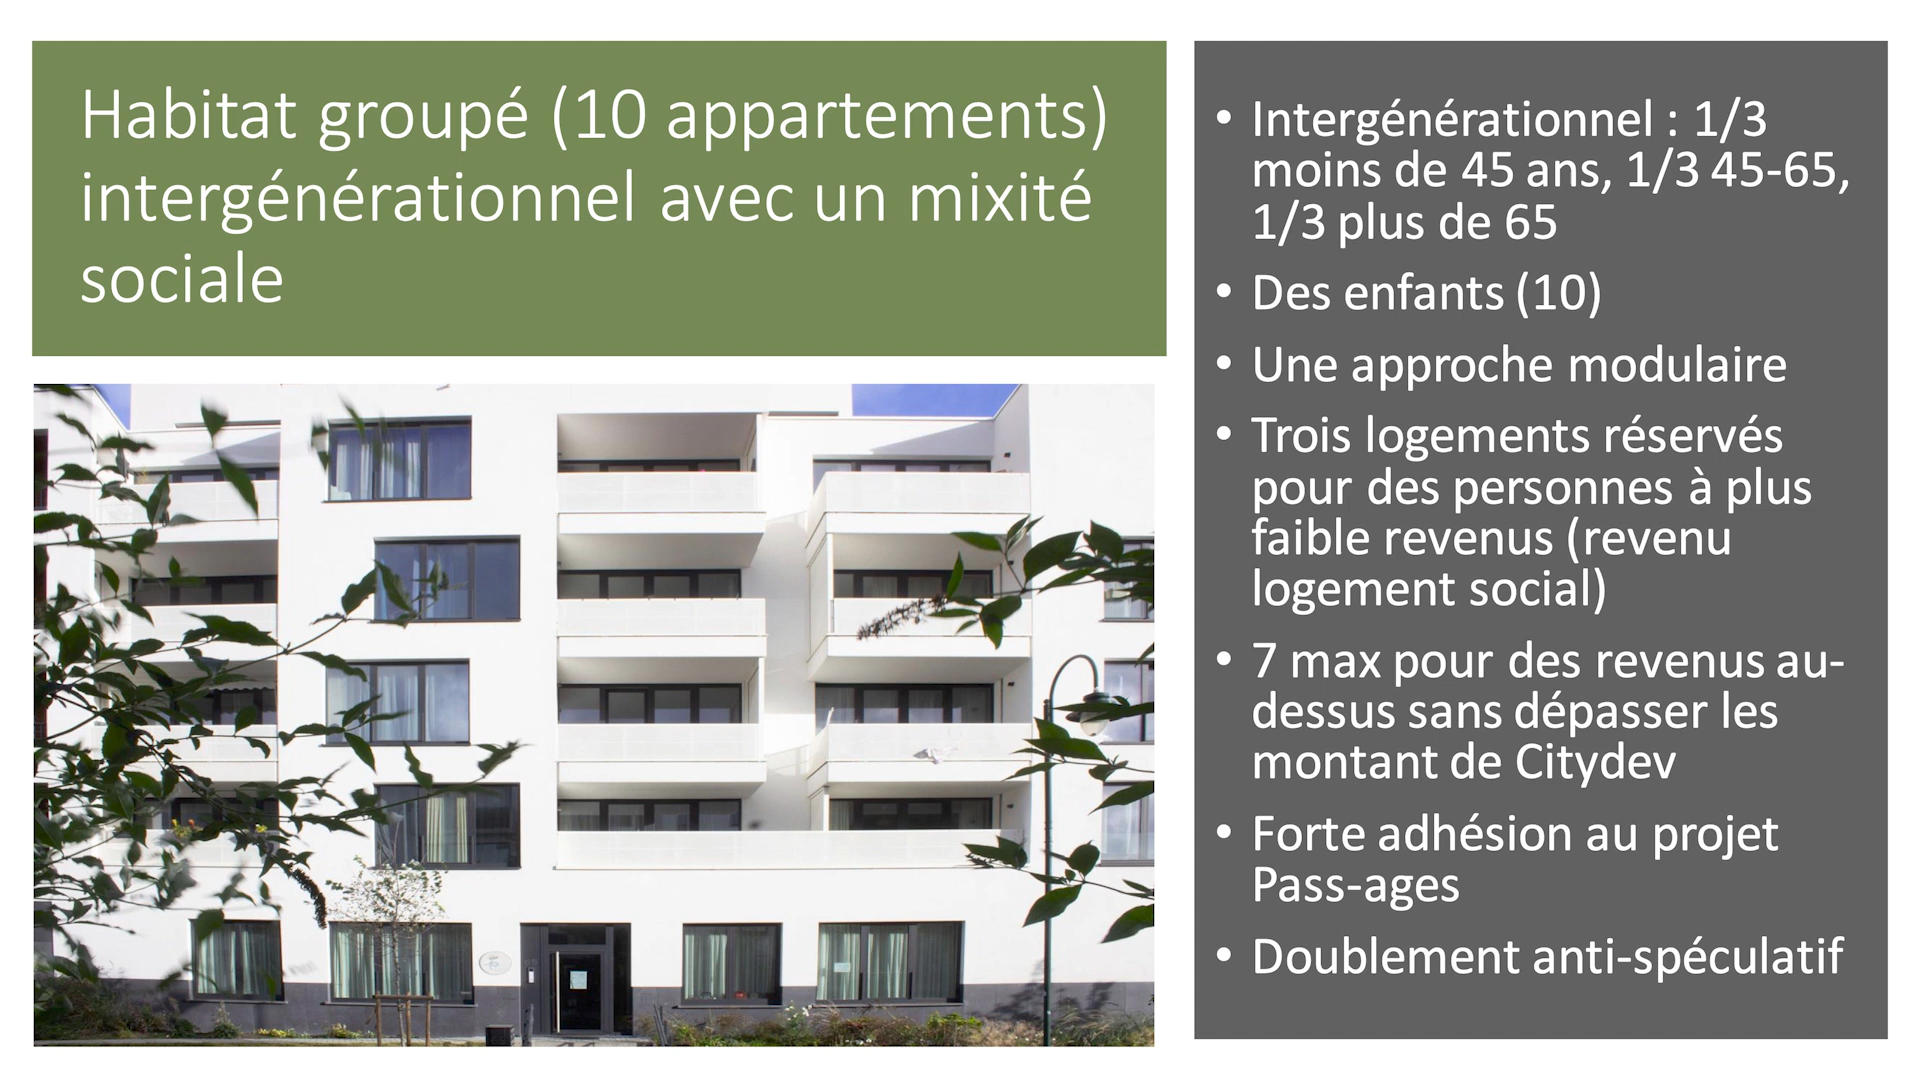 Habitat groupé (10 appartements)
intergénérationnel avec un mixité
sociale
• Intergénérationnel : 1/3
moins de 45 ans, 1/3 45-65,
1/3 plus de 65
• Des enfants (10)
• Une approche modulaire
• Trois logements réservés
pour des personnes à plus
faible revenus (revenu
logement social)
• 7 max pour des revenus au-
dessus sans dépasser les
montant de Citydev
• Forte adhésion au projet
Pass-ages
• Doublement anti-spéculatif